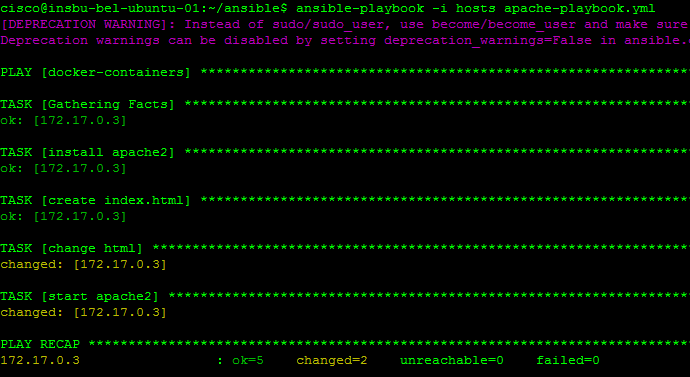 cisco@insbu-bel-ubuntu-01:~/ansible$ ansible-playbook -i hosts apache-playbook.yml
[DEPRECATION WARNING]: Instead of sudo/sudo_user, use become/become_user and make sure
Deprecation warnings can be disabled by setting deprecation_warnings=False in ansible.
PLAY [docker-containers] *************************************************************
TASK [Gathering Facts] ***************************************************************
ok: [172.17.0.3]
TASK [install apache2] ***************************************************************
ok: [172.17.0.3]
TASK [create index.html] *************************************************************
ok: [172.17.0.3]
TASK [change html] *******************************************************************
changed: [172.17.0.3]
TASK [start apache2] *****************************************************************
changed: [172.17.0.3]
PLAY RECAP ***************************************************************************
172.17.0.3                 : ok=5    changed=2    unreachable=0    failed=0